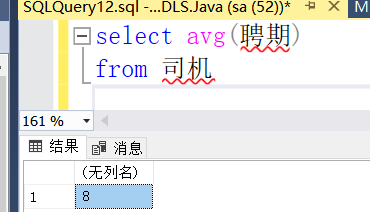 SQLQuery12.sql -...DLS.Java (sa (52))*
select avg(聘期)
from 司机
161 %
结果 消息
(无列名)
1 8